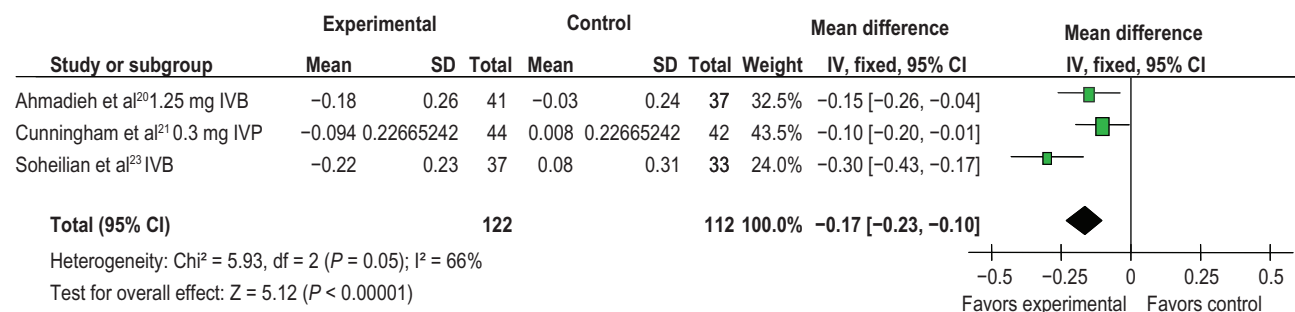 Experimental Control Mean difference Mean difference
Study or subgroup Mean SD Total Mean SD Total Weight IV, fixed, 95% CI IV, fixed, 95% CI
Ahmadieh et al²⁰1.25 mg IVB −0.18 0.26 41 −0.03 0.24 37 32.5% −0.15 [−0.26, −0.04]
Cunningham et al²¹ 0.3 mg IVP −0.094 0.22665242 44 0.008 0.22665242 42 43.5% −0.10 [−0.20, −0.01]
Soheilian et al²³ IVB −0.22 0.23 37 0.08 0.31 33 24.0% −0.30 [−0.43, −0.17]
Total (95% CI) 122 112 100.0% −0.17 [−0.23, −0.10]
Heterogeneity: Chi² = 5.93, df = 2 (P = 0.05); I² = 66%
Test for overall effect: Z = 5.12 (P < 0.00001)
−0.5 −0.25 0 0.25 0.5
Favors experimental Favors control